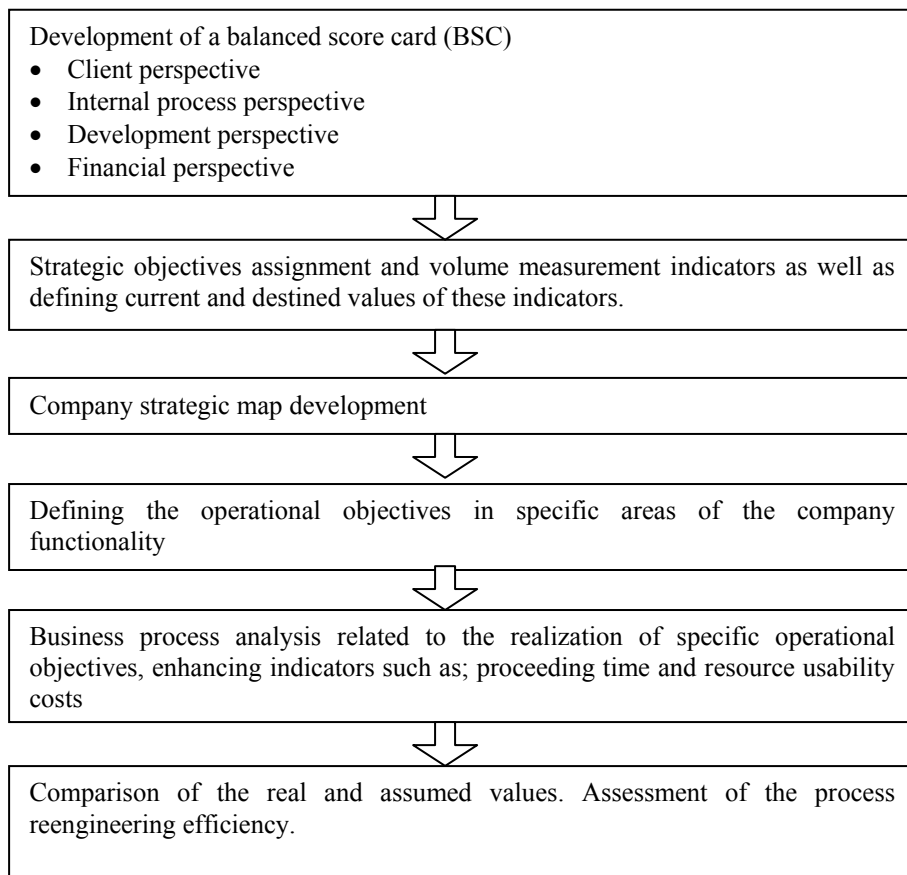 Development of a balanced score card (BSC)
• Client perspective
• Internal process perspective
• Development perspective
• Financial perspective
Strategic objectives assignment and volume measurement indicators as well as
defining current and destined values of these indicators.
Company strategic map development
Defining the operational objectives in specific areas of the company
functionality
Business process analysis related to the realization of specific operational
objectives, enhancing indicators such as; proceeding time and resource usability
costs
Comparison of the real and assumed values. Assessment of the process
reengineering efficiency.